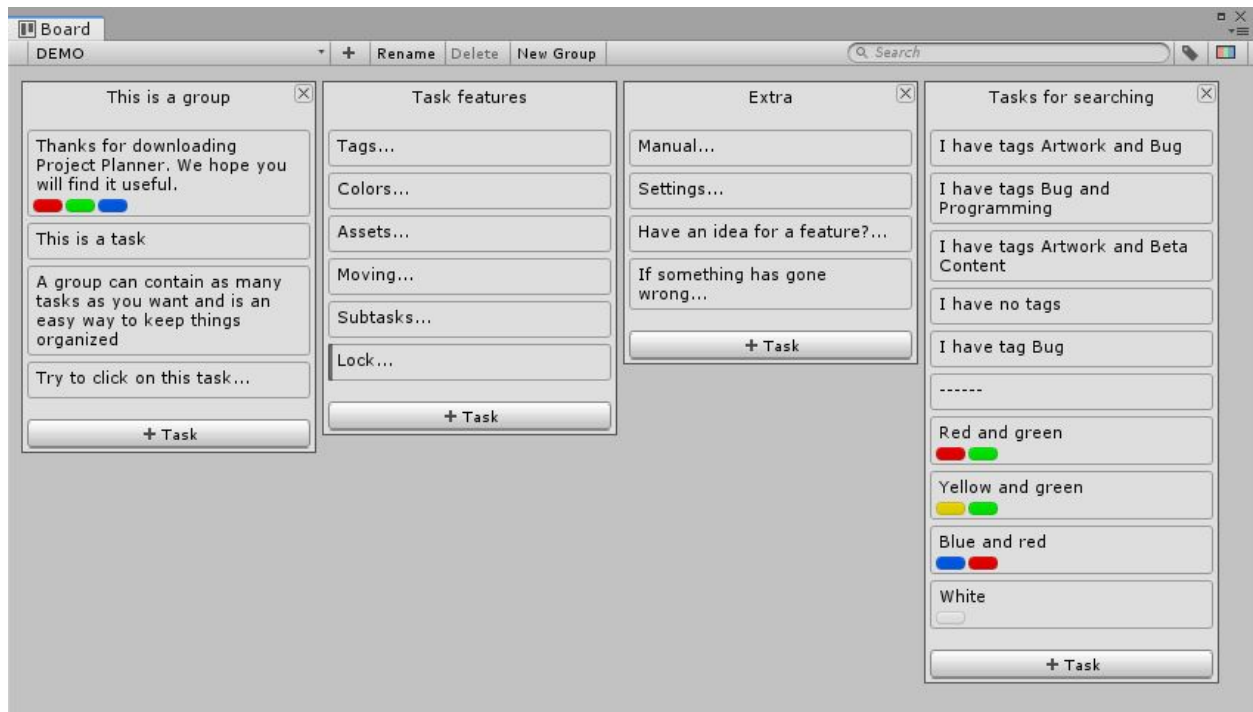 Board
DEMO
+ Rename Delete New Group
Search
This is a group
Thanks for downloading
Project Planner. We hope you
will find it useful.
This is a task
A group can contain as many
tasks as you want and is an
easy way to keep things
organized
Try to click on this task...
+ Task
Task features
Tags...
Colors...
Assets...
Moving...
Subtasks...
Lock...
+ Task
Extra
Manual...
Settings...
Have an idea for a feature?...
If something has gone
wrong...
+ Task
Tasks for searching
I have tags Artwork and Bug
I have tags Bug and
Programming
I have tags Artwork and Beta
Content
I have no tags
I have tag Bug
------
Red and green
Yellow and green
Blue and red
White
+ Task